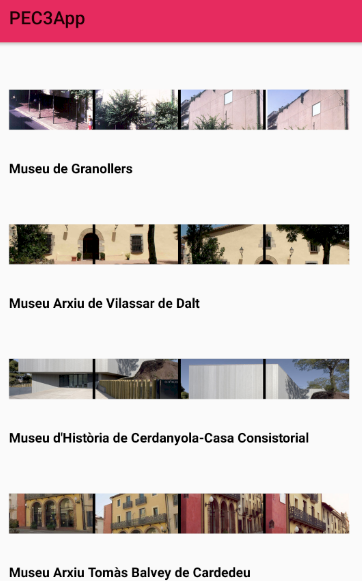 PEC3App
Museu de Granollers
Museu Arxiu de Vilassar de Dalt
Museu d'Història de Cerdanyola-Casa Consistorial
Museu Arxiu Tomàs Balvey de Cardedeu